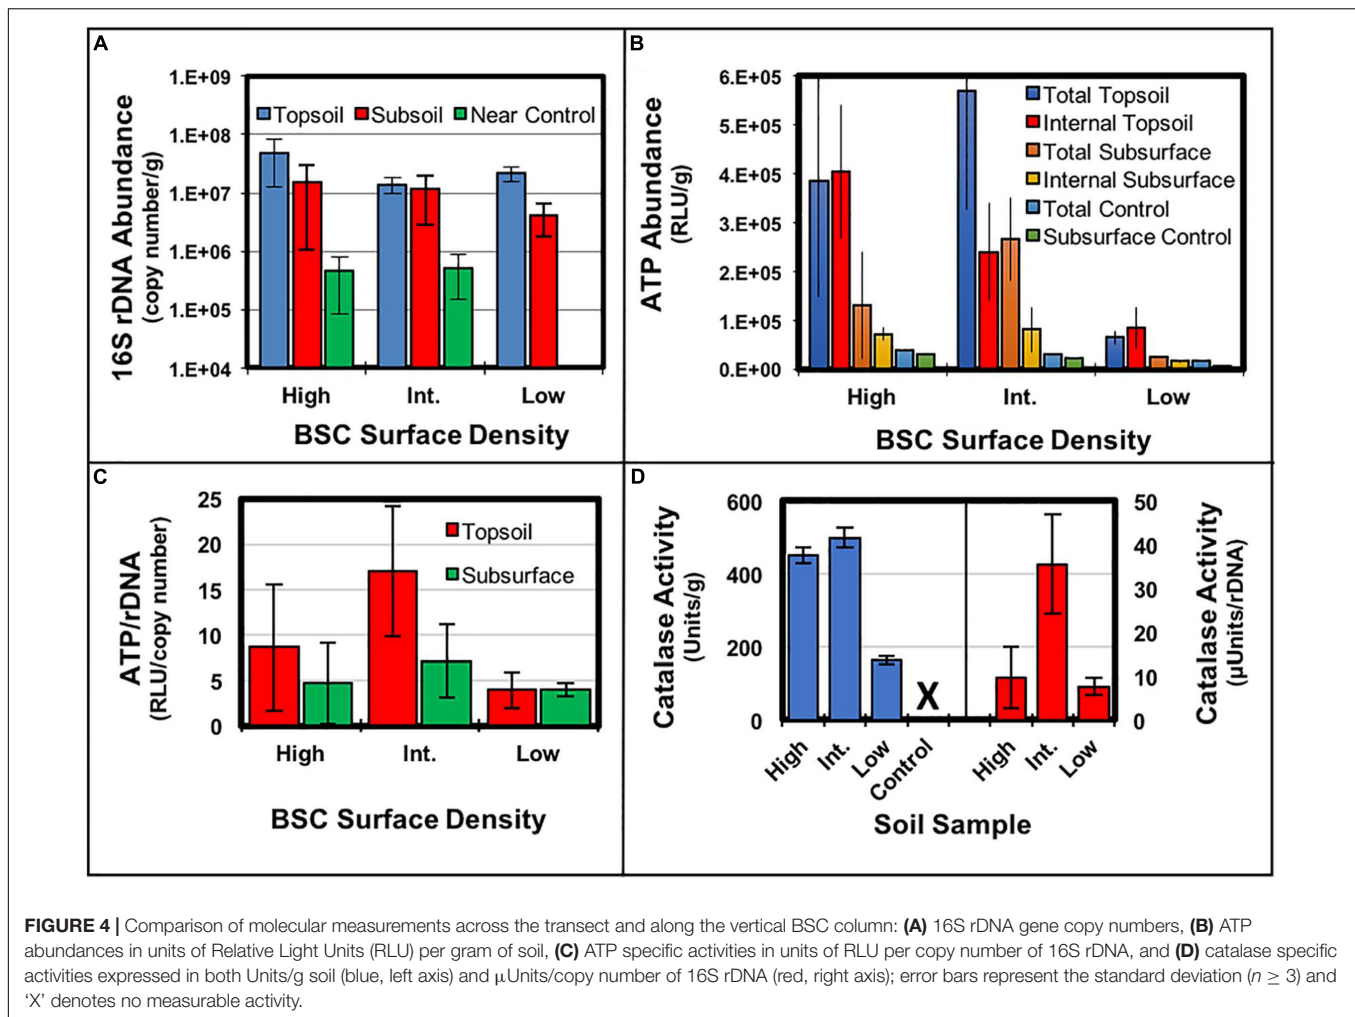 A
16S rDNA Abundance
(copy number/g)
1.E+09
1.E+08
1.E+07
1.E+06
1.E+05
1.E+04
Topsoil Subsoil Near Control
High Int. Low
BSC Surface Density
B
ATP Abundance
(RLU/g)
6.E+05
5.E+05
4.E+05
3.E+05
2.E+05
1.E+05
0.E+00
Total Topsoil
Internal Topsoil
Total Subsurface
Internal Subsurface
Total Control
Subsurface Control
High Int. Low
BSC Surface Density
C
ATP/rDNA
(RLU/copy number)
25
20
15
10
5
0
Topsoil
Subsurface
High Int. Low
BSC Surface Density
D
Catalase Activity
(Units/g)
600
400
200
0
X
High Int. Low Control High Int. Low
50
40
30
20
10
0
Catalase Activity
(µUnits/rDNA)
Soil Sample
FIGURE 4 | Comparison of molecular measurements across the transect and along the vertical BSC column: (A) 16S rDNA gene copy numbers, (B) ATP
abundances in units of Relative Light Units (RLU) per gram of soil, (C) ATP specific activities in units of RLU per copy number of 16S rDNA, and (D) catalase specific
activities expressed in both Units/g soil (blue, left axis) and µUnits/copy number of 16S rDNA (red, right axis); error bars represent the standard deviation (n ≥ 3) and
‘X’ denotes no measurable activity.